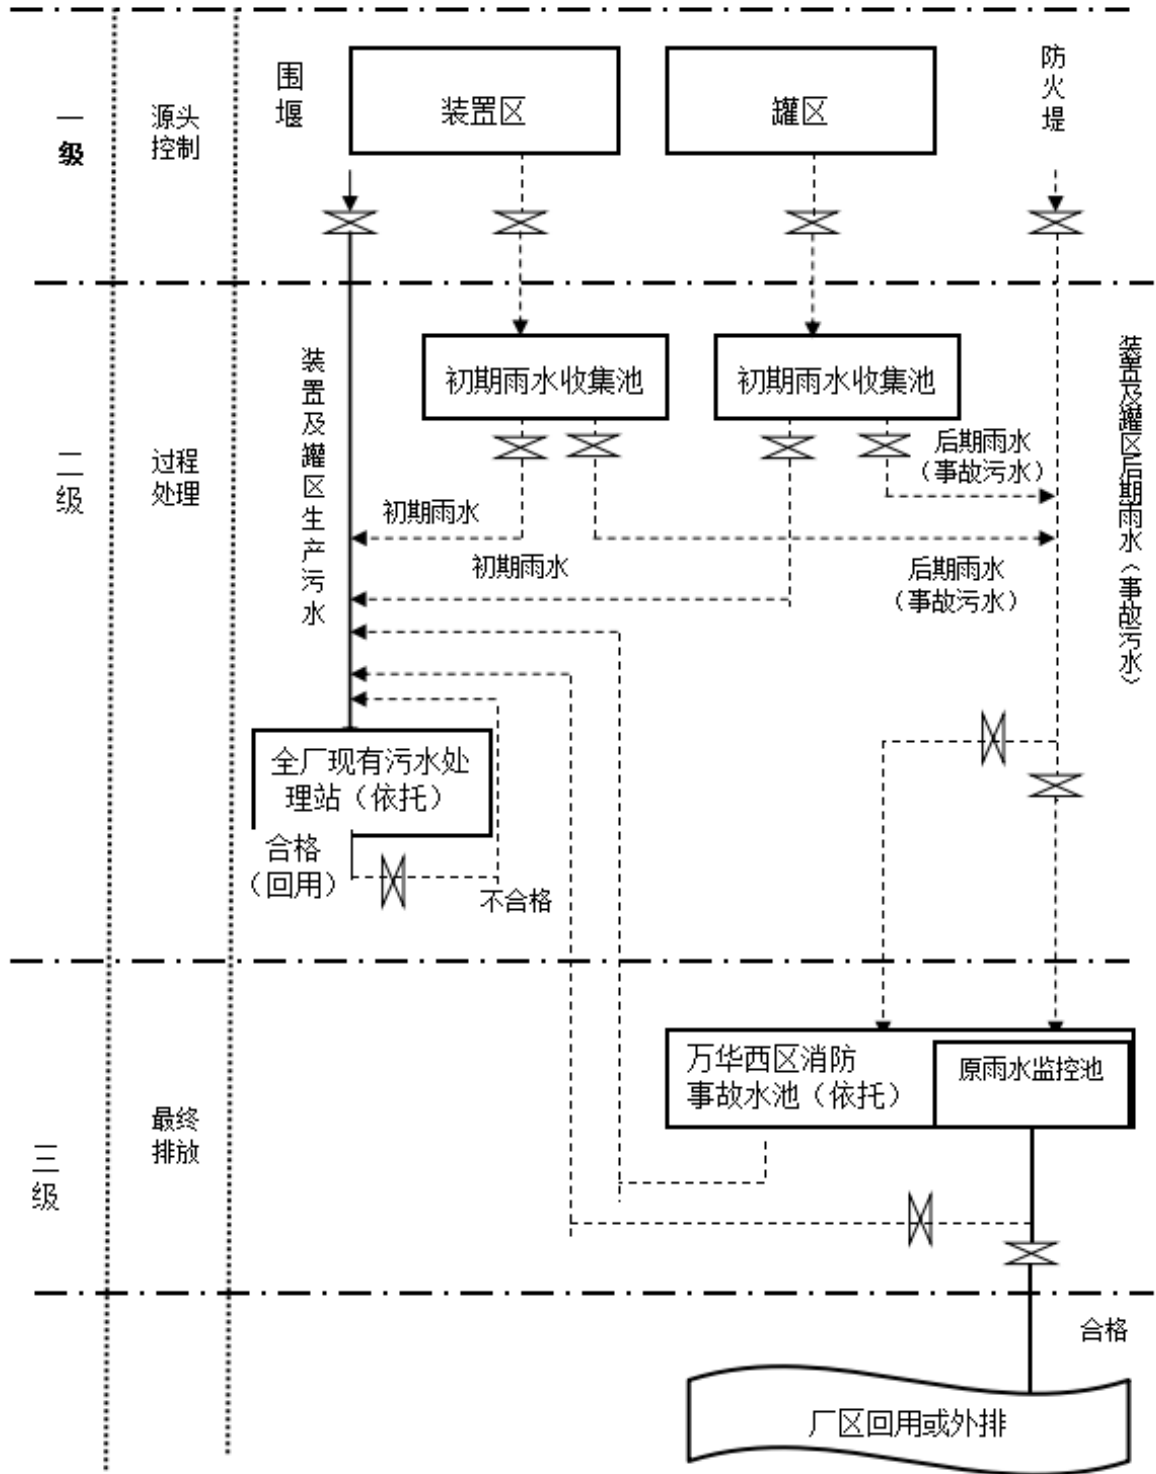 一级
源头
控制
围堰
装置区
罐区
防火堤
二级
过程
处理
装置及罐区生产污水
初期雨水收集池
初期雨水收集池
装置及罐区后期雨水（事故污水）
后期雨水
（事故污水）
初期雨水
初期雨水
后期雨水
（事故污水）
全厂现有污水处
理站（依托）
合格
（回用）
不合格
三级
最终
排放
万华西区消防
事故水池（依托）
原雨水监控池
合格
厂区回用或外排